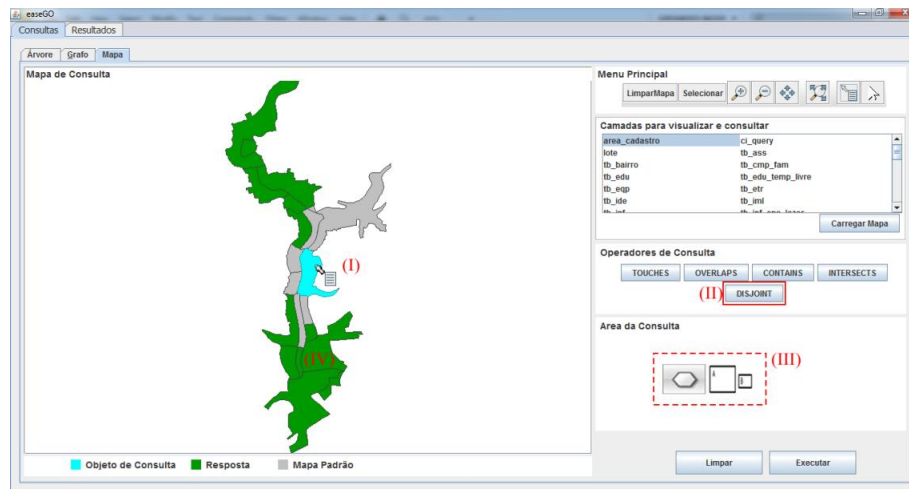 easeGO
Consultas Resultados
Árvore Grafo Mapa
Mapa de Consulta
(I)
(IV)
Objeto de Consulta Resposta Mapa Padrão
Menu Principal
LimparMapa Selecionar
Camadas para visualizar e consultar
area_cadastro ci_query
lote tb_ass
tb_bairro tb_cmp_fam
tb_edu tb_edu_temp_livre
tb_eqp tb_etr
tb_ide tb_iml
Carregar Mapa
Operadores de Consulta
TOUCHES OVERLAPS CONTAINS INTERSECTS
(II) DISJOINT
Area da Consulta
(III)
Limpar Executar